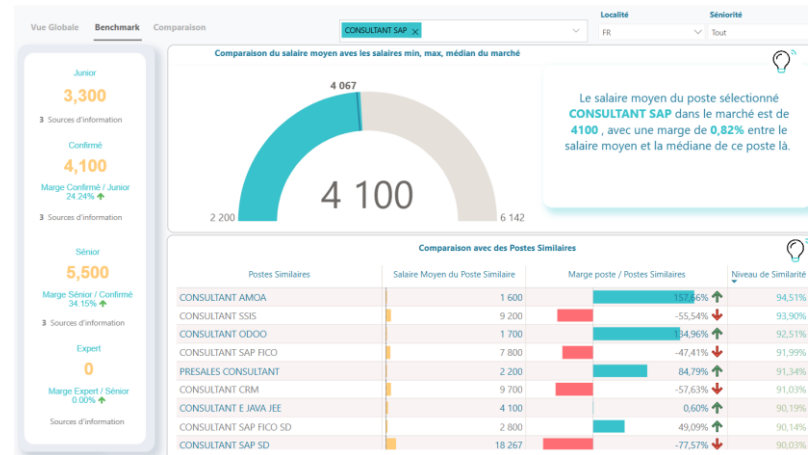 Vue Globale Benchmark Comparaison
CONSULTANT SAP ×
Localité
FR
Séniorité
Tout
Junior
3,300
3 Sources d'information
Confirmé
4,100
Marge Confirmé / Junior
24.24%
3 Sources d'information
Sénior
5,500
Marge Sénior / Confirmé
34.15%
3 Sources d'information
Expert
0
Marge Expert / Sénior
0.00%
Sources d'information
Comparaison du salaire moyen aves les salaires min, max, médian du marché
4 067
4 100
2 200
6 142
Le salaire moyen du poste sélectionné
CONSULTANT SAP dans le marché est de
4100 , avec une marge de 0,82% entre le
salaire moyen et la médiane de ce poste là.
Comparaison avec des Postes Similaires
Postes Similaires Salaire Moyen du Poste Similaire Marge poste / Postes Similaires Niveau de Similarité
CONSULTANT AMOA 1 600 157,66% 94,51%
CONSULTANT SSIS 9 200 -55,54% 93,90%
CONSULTANT ODOO 1 700 134,96% 92,51%
CONSULTANT SAP FICO 7 800 -47,41% 91,99%
PRESALES CONSULTANT 2 200 84,79% 91,34%
CONSULTANT CRM 9 700 -57,63% 91,03%
CONSULTANT E JAVA JEE 4 100 0,60% 90,19%
CONSULTANT SAP FICO SD 2 800 49,09% 90,14%
CONSULTANT SAP SD 18 267 -77,57% 90,03%